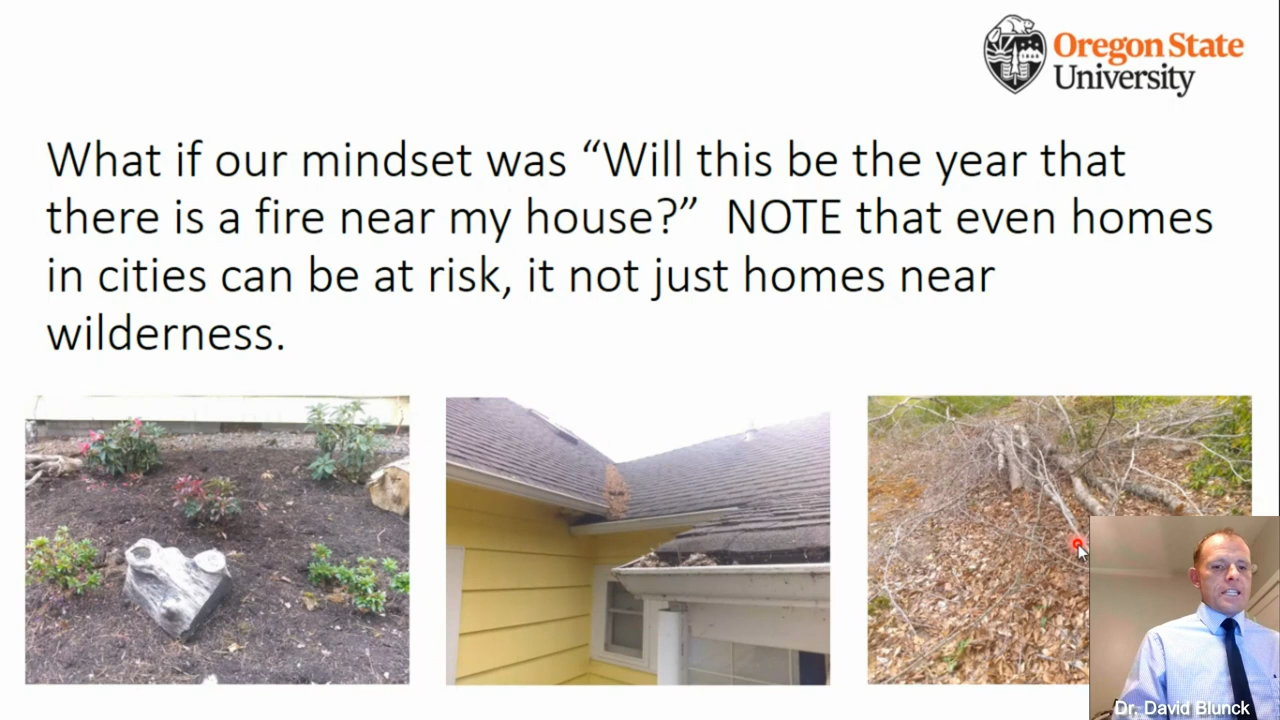 Oregon State
University
What if our mindset was “Will this be the year that
there is a fire near my house?”  NOTE that even homes
in cities can be at risk, it not just homes near
wilderness.
Dr. David Blunck